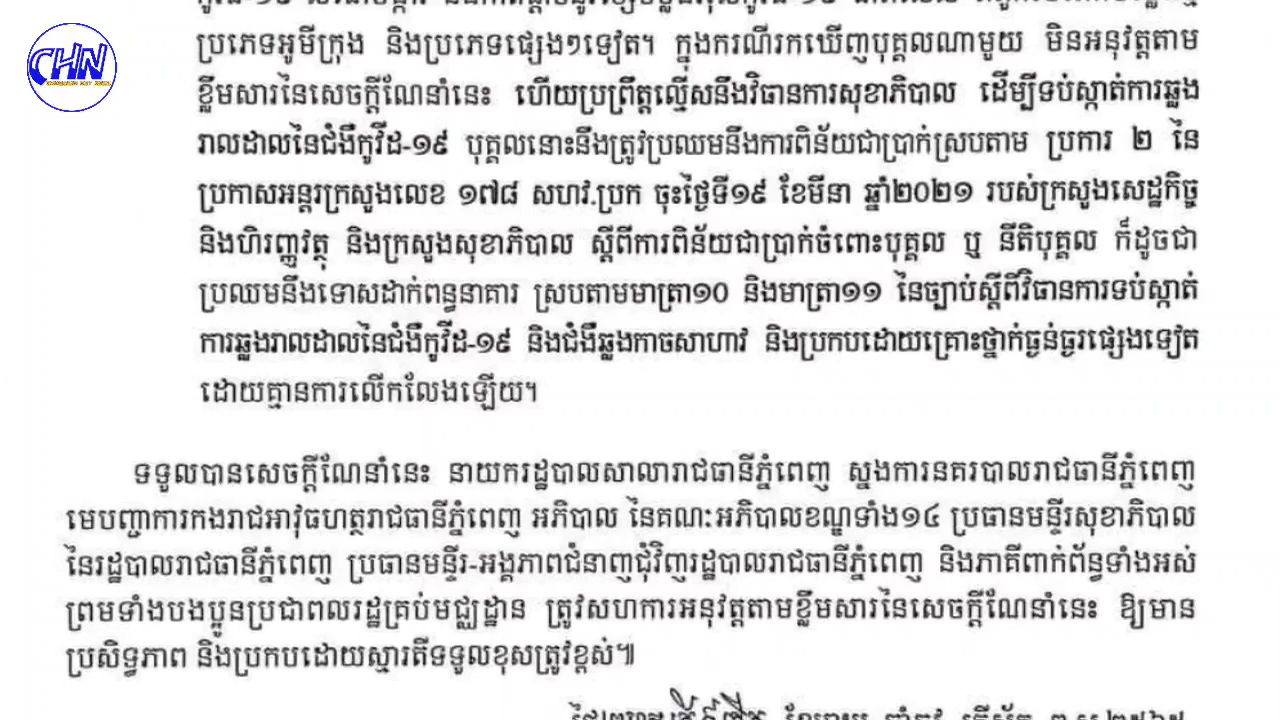 CHN
ប្រភេទអូមីក្រុង និងប្រភេទផ្សេងៗទៀត។ ក្នុងករណីរកឃើញបុគ្គលណាមួយ មិនអនុវត្តតាម
ខ្លឹមសារនៃសេចក្តីណែនាំនេះ ហើយប្រព្រឹត្តល្មើសនឹងវិធានការសុខាភិបាល ដើម្បីទប់ស្កាត់ការឆ្លង
រាលដាលនៃជំងឺកូវីដ-១៩ បុគ្គលនោះនឹងត្រូវប្រឈមនឹងការពិន័យជាប្រាក់ស្របតាម ប្រការ ២ នៃ
ប្រកាសអន្តរក្រសួងលេខ ១៧៨ សហវ.ប្រក ចុះថ្ងៃទី១៩ ខែមីនា ឆ្នាំ២០២១ របស់ក្រសួងសេដ្ឋកិច្ច
និងហិរញ្ញវត្ថុ និងក្រសួងសុខាភិបាល ស្តីពីការពិន័យជាប្រាក់ចំពោះបុគ្គល ឬ នីតិបុគ្គល ក៏ដូចជា
ប្រឈមនឹងទោសដាក់ពន្ធនាគារ ស្របតាមមាត្រា១០ និងមាត្រា១១ នៃច្បាប់ស្តីពីវិធានការទប់ស្កាត់
ការឆ្លងរាលដាលនៃជំងឺកូវីដ-១៩ និងជំងឺឆ្លងកាចសាហាវ និងប្រកបដោយគ្រោះថ្នាក់ធ្ងន់ធ្ងរផ្សេងទៀត
ដោយគ្មានការលើកលែងឡើយ។
ទទួលបានសេចក្តីណែនាំនេះ នាយករដ្ឋបាលសាលារាជធានីភ្នំពេញ ស្នងការនគរបាលរាជធានីភ្នំពេញ
មេបញ្ជាការកងរាជអាវុធហត្ថរាជធានីភ្នំពេញ អភិបាល នៃគណៈអភិបាលខណ្ឌទាំង១៤ ប្រធានមន្ទីរសុខាភិបាល
នៃរដ្ឋបាលរាជធានីភ្នំពេញ ប្រធានមន្ទីរ-អង្គភាពជំនាញជុំវិញរដ្ឋបាលរាជធានីភ្នំពេញ និងភាគីពាក់ព័ន្ធទាំងអស់
ព្រមទាំងបងប្អូនប្រជាពលរដ្ឋគ្រប់មជ្ឈដ្ឋាន ត្រូវសហការអនុវត្តតាមខ្លឹមសារនៃសេចក្តីណែនាំនេះ ឱ្យមាន
ប្រសិទ្ធភាព និងប្រកបដោយស្មារតីទទួលខុសត្រូវខ្ពស់៕